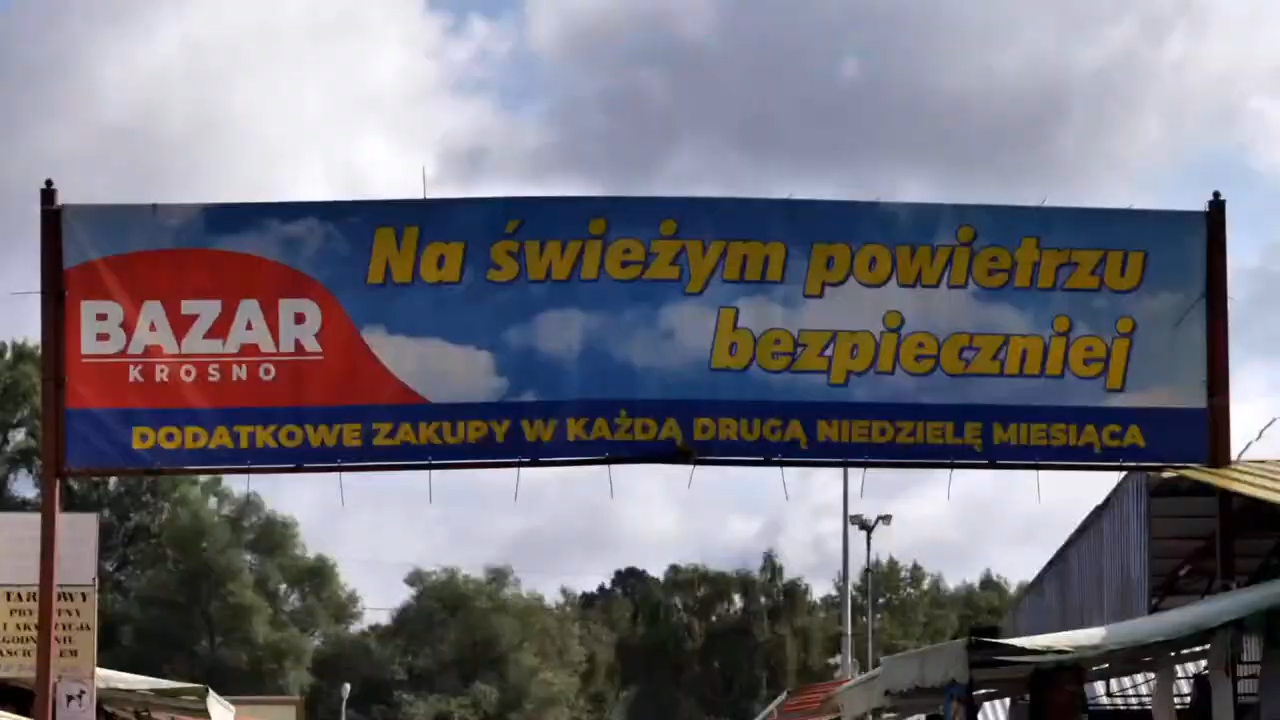 Na świeżym powietrzu
bezpieczniej
BAZAR
KROSNO
DODATKOWE ZAKUPY W KAŻDĄ DRUGĄ NIEDZIELĘ MIESIĄCA